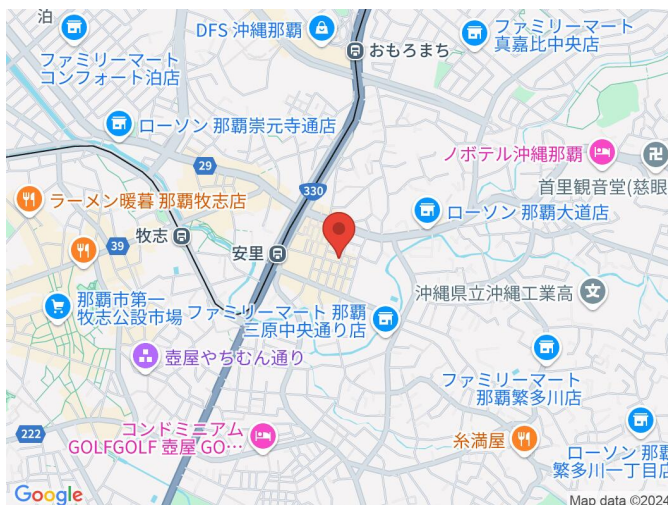 泊
DFS 沖縄那覇
おもろまち
ファミリーマート
真嘉比中央店
ファミリーマート
コンフォート泊店
ローソン 那覇崇元寺通店
ノボテル沖縄那覇
29
330
首里観音堂(慈眼
ラーメン暖暮 那覇牧志店
ローソン 那覇大道店
牧志
39
安里
沖縄県立沖縄工業高
那覇市第一
牧志公設市場
ファミリーマート 那覇
三原中央通り店
壺屋やちむん通り
ファミリーマート
那覇繁多川店
コンドミニアム
GOLFGOLF 壺屋 GO…
222
糸満屋
ローソン 那覇
繁多川一丁目店
Google
Map data ©2024